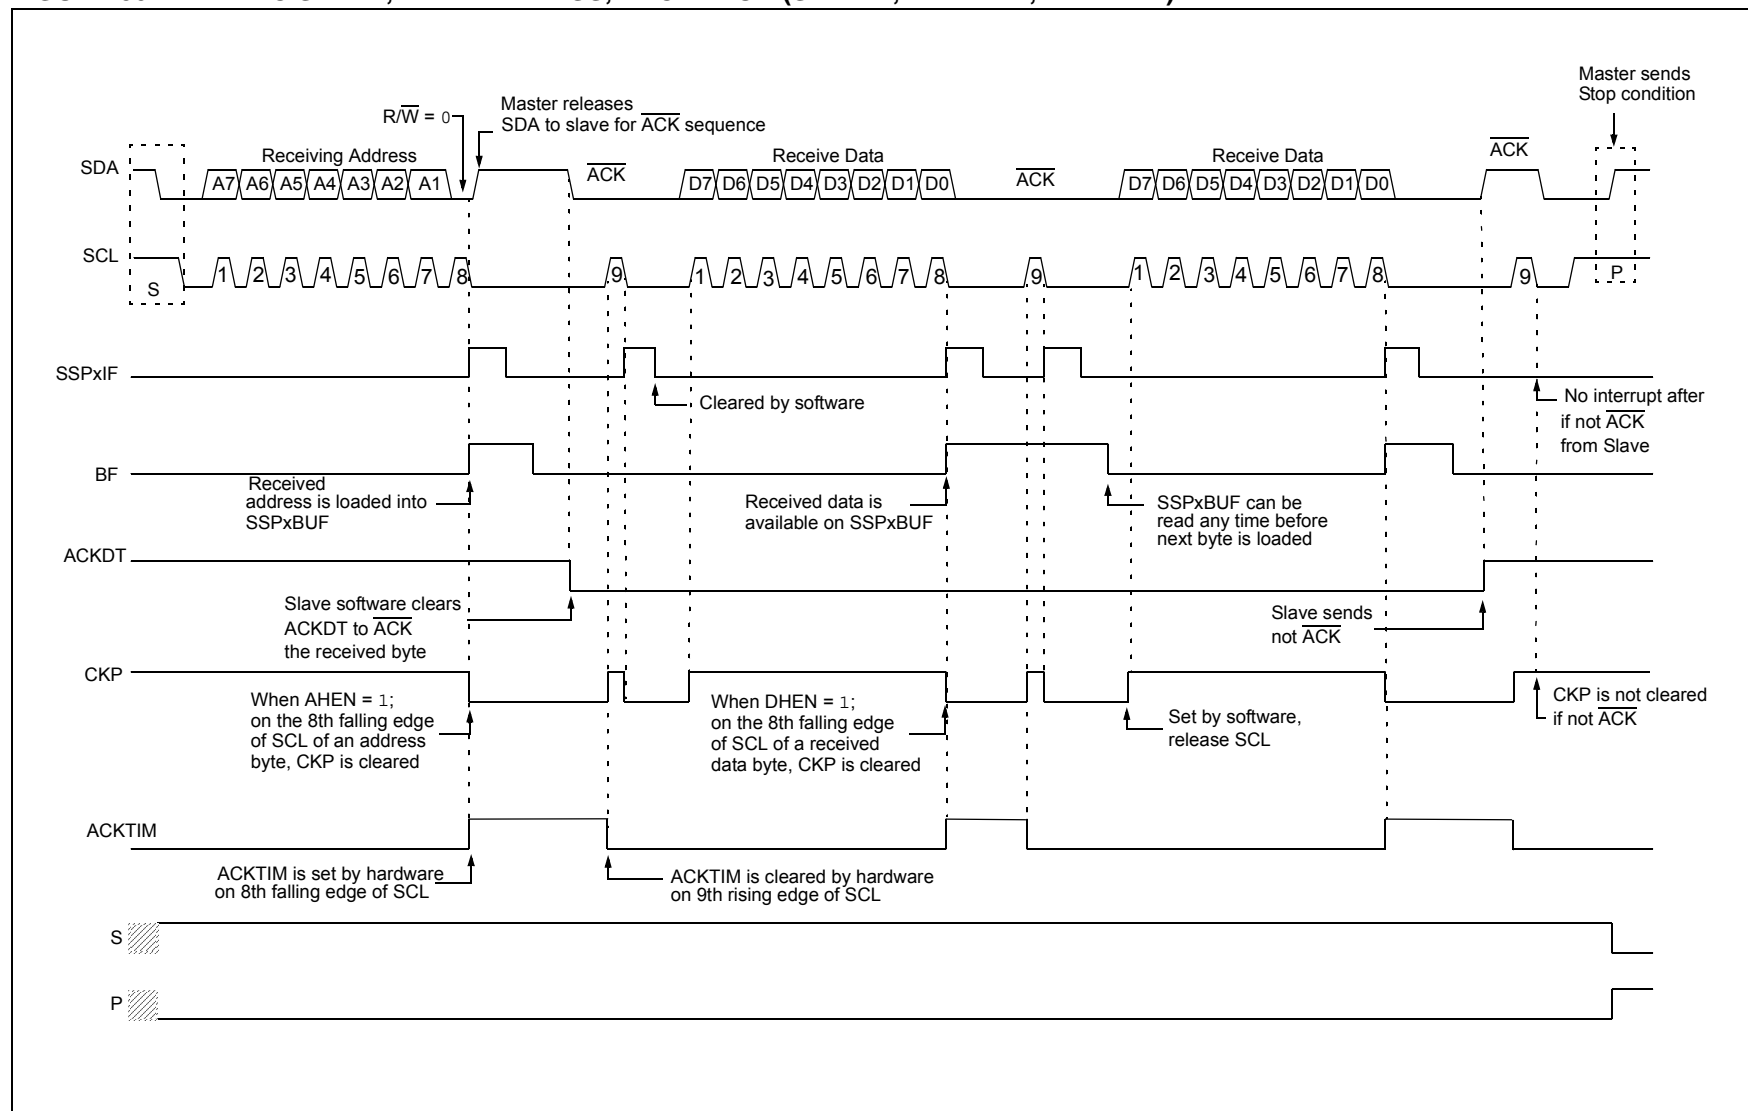 Master sends
Stop condition
R/W = 0
Master releases
SDA to slave for ACK sequence
SDA
Receiving Address
ACK
Receive Data
ACK
Receive Data
ACK
A7 A6 A5 A4 A3 A2 A1
D7 D6 D5 D4 D3 D2 D1 D0
D7 D6 D5 D4 D3 D2 D1 D0
SCL
S
1 2 3 4 5 6 7 8 9
1 2 3 4 5 6 7 8 9
1 2 3 4 5 6 7 8 9
P
SSPxIF
Cleared by software
No interrupt after
if not ACK
from Slave
BF
Received
address is loaded into
SSPxBUF
Received data is
available on SSPxBUF
SSPxBUF can be
read any time before
next byte is loaded
ACKDT
Slave software clears
ACKDT to ACK
the received byte
Slave sends
not ACK
CKP
When AHEN = 1;
on the 8th falling edge
of SCL of an address
byte, CKP is cleared
When DHEN = 1;
on the 8th falling edge
of SCL of a received
data byte, CKP is cleared
Set by software,
release SCL
CKP is not cleared
if not ACK
ACKTIM
ACKTIM is set by hardware
on 8th falling edge of SCL
ACKTIM is cleared by hardware
on 9th rising edge of SCL
S
P